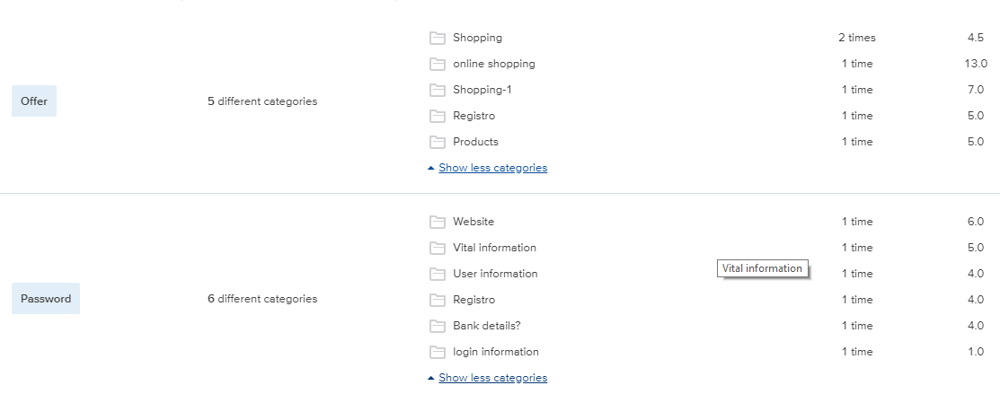 Offer
5 different categories
Shopping 2 times 4.5
online shopping 1 time 13.0
Shopping-1 1 time 7.0
Registro 1 time 5.0
Products 1 time 5.0
Show less categories
Password
6 different categories
Website 1 time 6.0
Vital information 1 time 5.0
Vital information
User information 1 time 4.0
Registro 1 time 4.0
Bank details? 1 time 4.0
login information 1 time 1.0
Show less categories